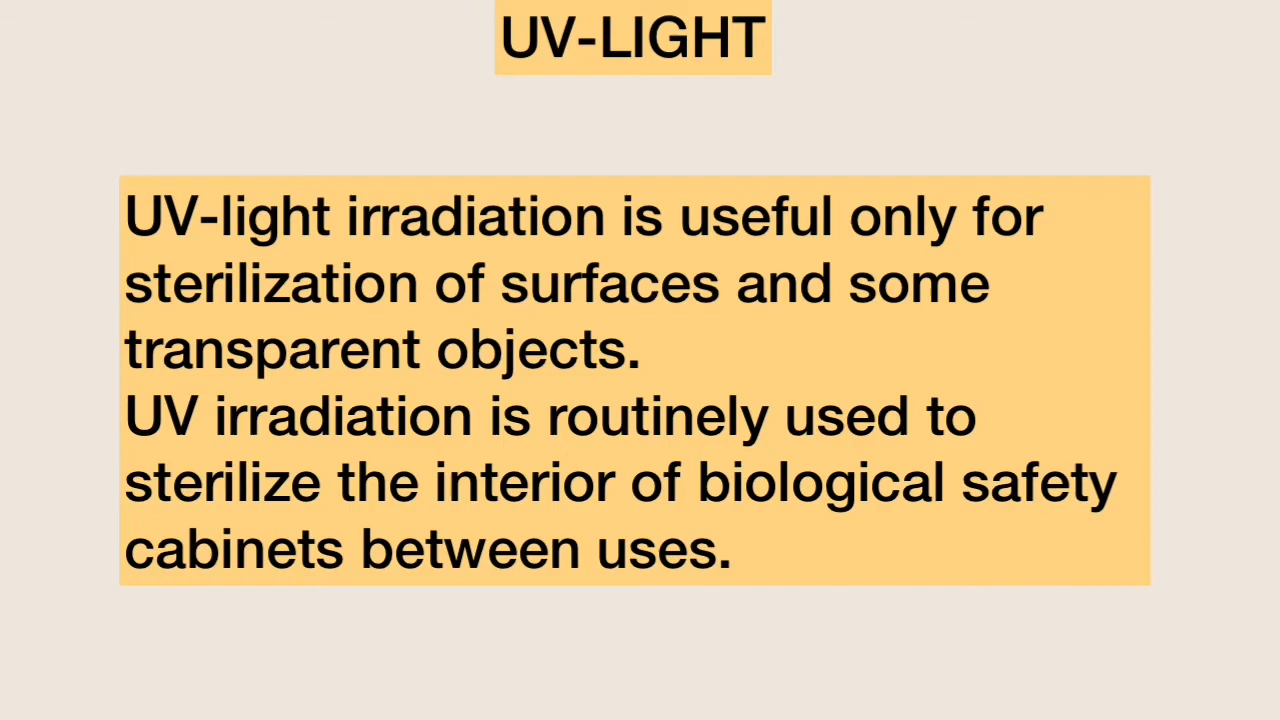 UV-LIGHT
UV-light irradiation is useful only for
sterilization of surfaces and some
transparent objects.
UV irradiation is routinely used to
sterilize the interior of biological safety
cabinets between uses.